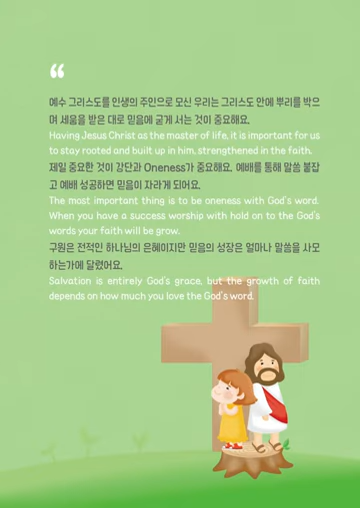 “
예수 그리스도를 인생의 주인으로 모신 우리는 그리스도 안에 뿌리를 박으
며 세움을 받은 대로 믿음에 굳게 서는 것이 중요해요.
Having Jesus Christ as the master of life, it is important for us
to stay rooted and built up in him, strengthened in the faith.
제일 중요한 것이 강단과 Oneness가 중요해요. 예배를 통해 말씀 붙잡
고 예배 성공하면 믿음이 자라게 되어요.
The most important thing is to be oneness with God's word.
When you have a success worship with hold on to the God's
words your faith will be grow.
구원은 전적인 하나님의 은혜이지만 믿음의 성장은 얼마나 말씀을 사모
하는가에 달렸어요.
Salvation is entirely God's grace, but the growth of faith
depends on how much you love the God's word.